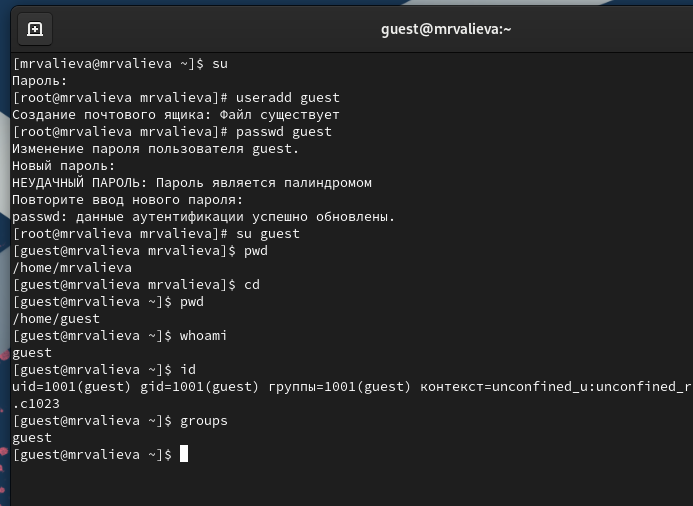 guest@mrvalieva:~
[mrvalieva@mrvalieva ~]$ su
Пароль:
[root@mrvalieva mrvalieva]# useradd guest
Создание почтового ящика: Файл существует
[root@mrvalieva mrvalieva]# passwd guest
Изменение пароля пользователя guest.
Новый пароль:
НЕУДАЧНЫЙ ПАРОЛЬ: Пароль является палиндромом
Повторите ввод нового пароля:
passwd: данные аутентификации успешно обновлены.
[root@mrvalieva mrvalieva]# su guest
[guest@mrvalieva mrvalieva]$ pwd
/home/mrvalieva
[guest@mrvalieva mrvalieva]$ cd
[guest@mrvalieva ~]$ pwd
/home/guest
[guest@mrvalieva ~]$ whoami
guest
[guest@mrvalieva ~]$ id
uid=1001(guest) gid=1001(guest) группы=1001(guest) контекст=unconfined_u:unconfined_r
.c1023
[guest@mrvalieva ~]$ groups
guest
[guest@mrvalieva ~]$